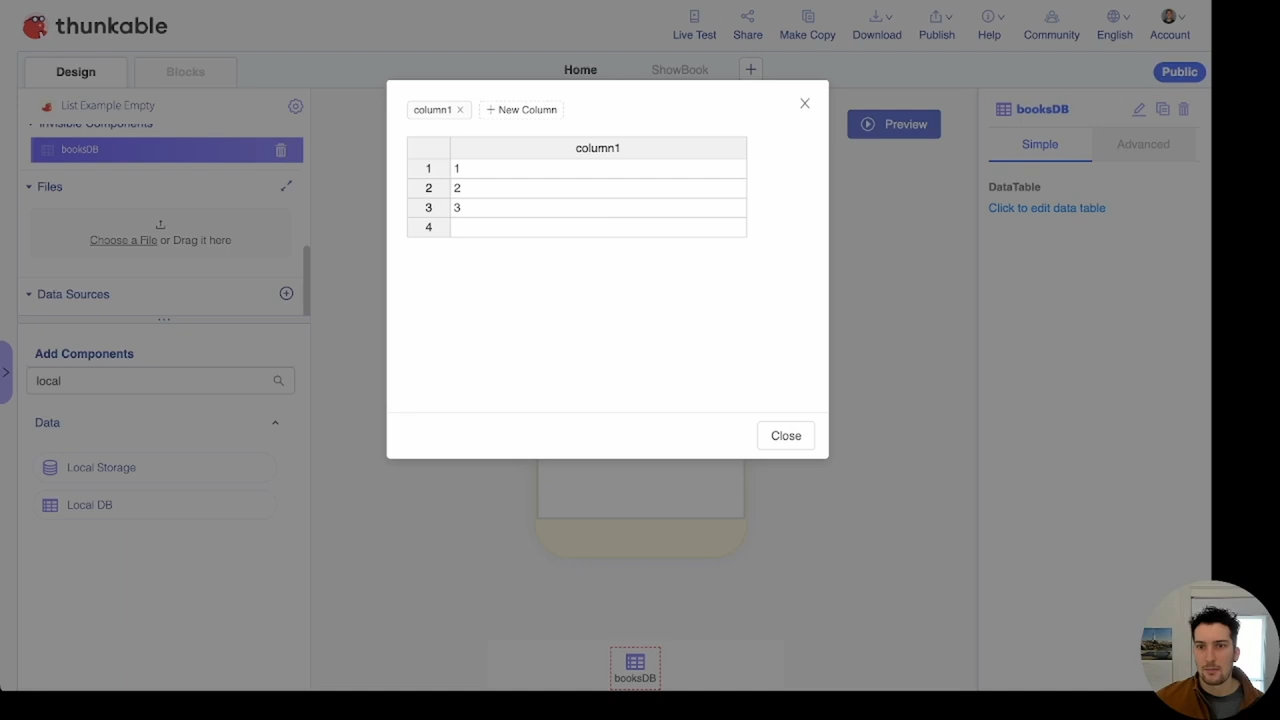 thunkable
Live Test
Share
Make Copy
Download
Publish
Help
Community
English
Account
Design
Blocks
Home
ShowBook
+
Public
List Example Empty
Invisible Components
booksDB
Files
Choose a File or Drag it here
Data Sources
Add Components
local
Data
Local Storage
Local DB
column1 ×
+ New Column
column1
1 1
2 2
3 3
4
Close
Preview
booksDB
booksDB
Simple
Advanced
DataTable
Click to edit data table